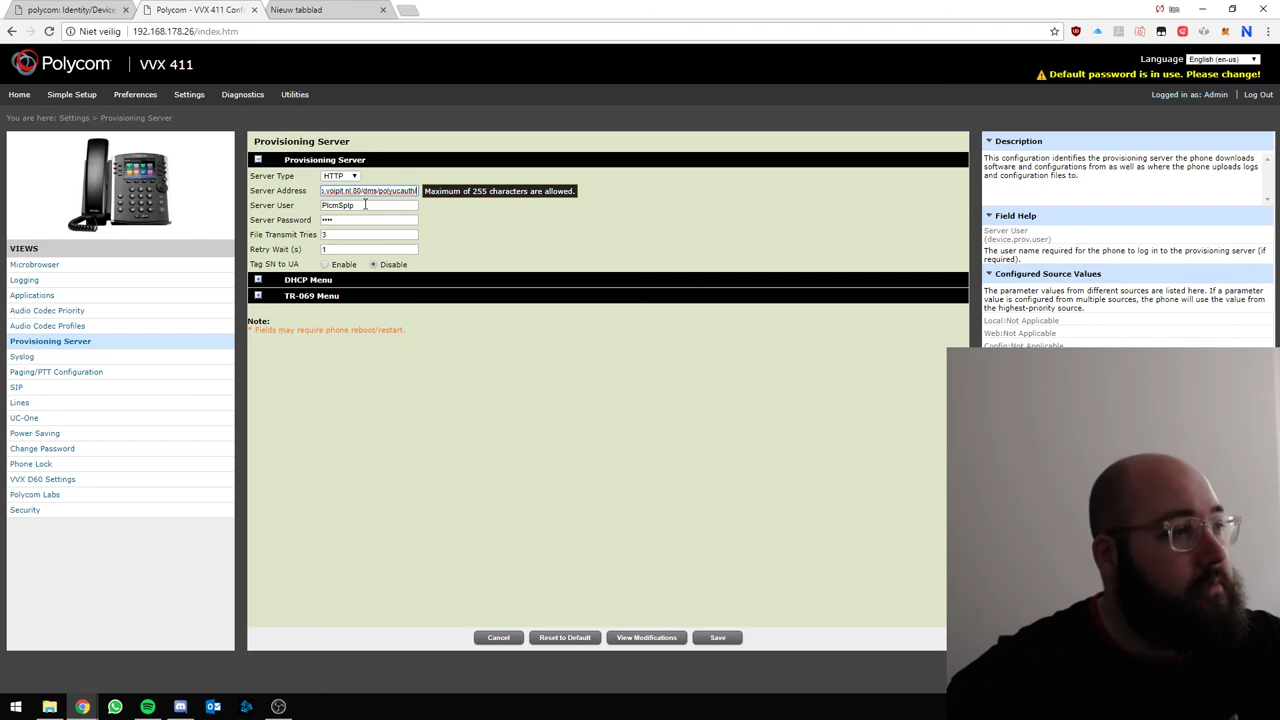 polycom: Identity/Device
Polycom - VVX 411 Conf
Nieuw tabblad
Niet veilig
192.168.178.26/index.htm
Polycom
VVX 411
Language English (en-us)
Default password is in use. Please change!
Home
Simple Setup
Preferences
Settings
Diagnostics
Utilities
Logged in as: Admin
Log Out
You are here: Settings > Provisioning Server
VIEWS
Microbrowser
Logging
Applications
Audio Codec Priority
Audio Codec Profiles
Provisioning Server
Syslog
Paging/PTT Configuration
SIP
Lines
UC-One
Power Saving
Change Password
Phone Lock
VVX D60 Settings
Polycom Labs
Security
Provisioning Server
Provisioning Server
Server Type HTTP
Server Address .voipit.nl:80/dms/polyucauthl
Maximum of 255 characters are allowed.
Server User PlcmSpIp
Server Password ••••
File Transmit Tries 3
Retry Wait (s) 1
Tag SN to UA Enable Disable
DHCP Menu
TR-069 Menu
Note:
* Fields may require phone reboot/restart.
Cancel
Reset to Default
View Modifications
Save
Description
This configuration identifies the provisioning server the phone downloads
software and configurations from as well as where the phone uploads logs
and configuration files to.
Field Help
Server User
(device.prov.user)
The user name required for the phone to log in to the provisioning server (if
required).
Configured Source Values
The parameter values from different sources are listed here. If a parameter
value is configured from multiple sources, the phone will use the value from
the highest-priority source.
Local:Not Applicable
Web:Not Applicable
Config:Not Applicable